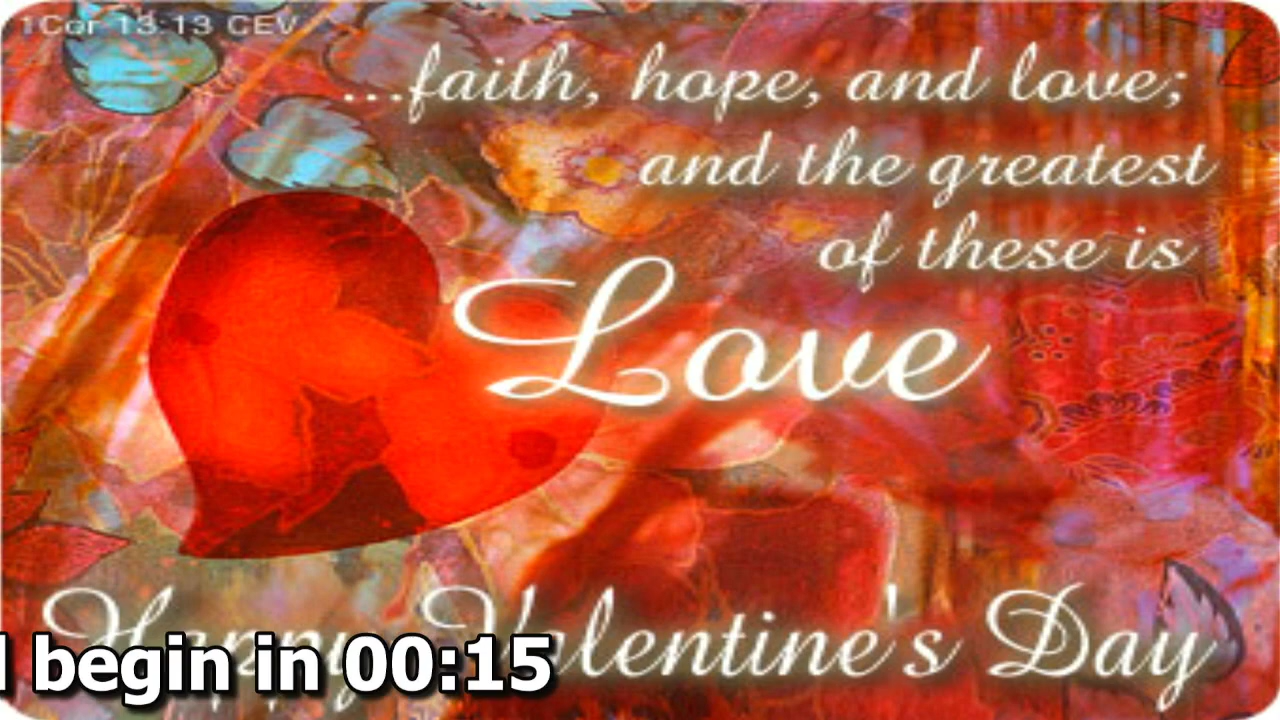 1Cor 13:13 CEV
...faith, hope, and love;
and the greatest
of these is
Love
Happy Valentine's Day
begin in 00:15